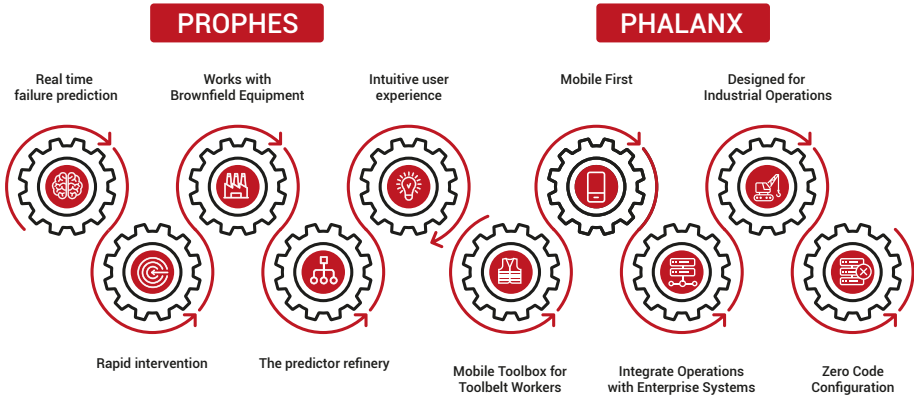 PROPHES
PHALANX
Real time
failure prediction
Works with
Brownfield Equipment
Intuitive user
experience
Mobile First
Designed for
Industrial Operations
Rapid intervention
The predictor refinery
Mobile Toolbox for
Toolbelt Workers
Integrate Operations
with Enterprise Systems
Zero Code
Configuration